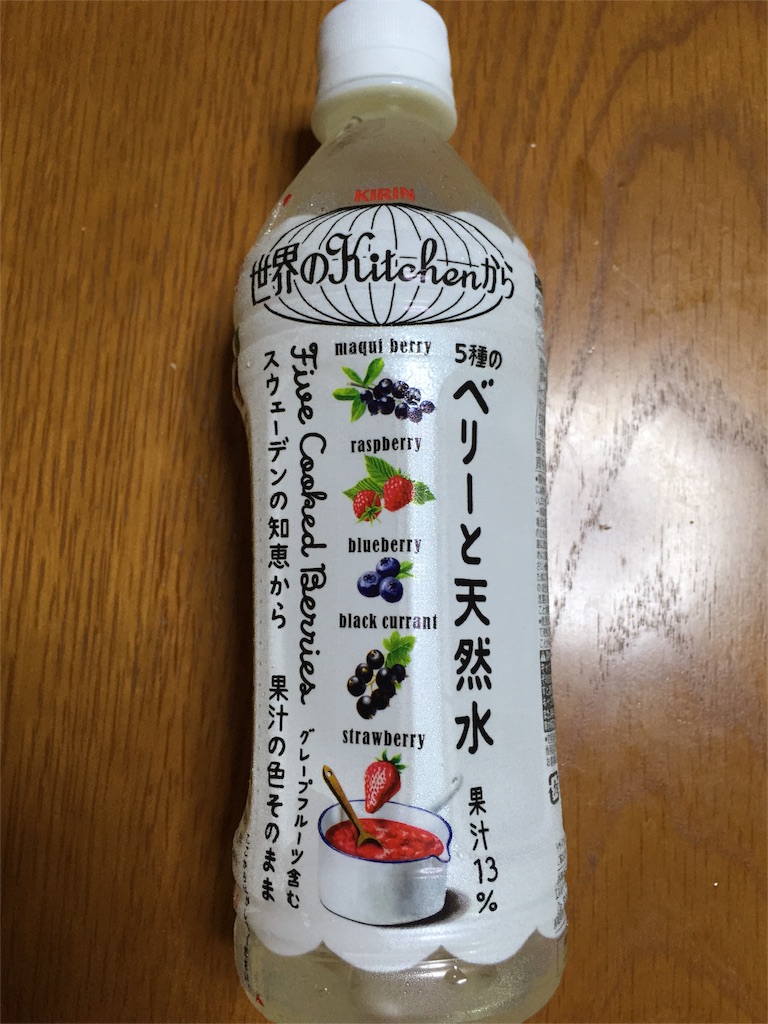 KIRIN
世界のKitchenから
5種の
ベリーと天然水
果汁13%
maqui berry
raspberry
blueberry
black currant
strawberry
Five Cooked Berries
グレープフルーツ含む
スウェーデンの知恵から
果汁の色そのまま